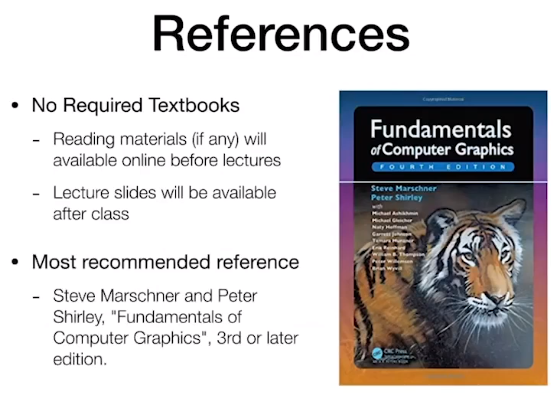 References
• No Required Textbooks
- Reading materials (if any) will
available online before lectures
- Lecture slides will be available
after class
• Most recommended reference
- Steve Marschner and Peter
Shirley, "Fundamentals of
Computer Graphics", 3rd or later
edition.
Fundamentals
of Computer Graphics
FOURTH EDITION
Steve Marschner
Peter Shirley
with
Michael Ashikhmin
Michael Gleicher
Naty Hoffman
Garrett Johnson
Tamara Munzner
Erik Reinhard
William B. Thompson
Peter Willemsen
Brian Wyvill
CRC Press